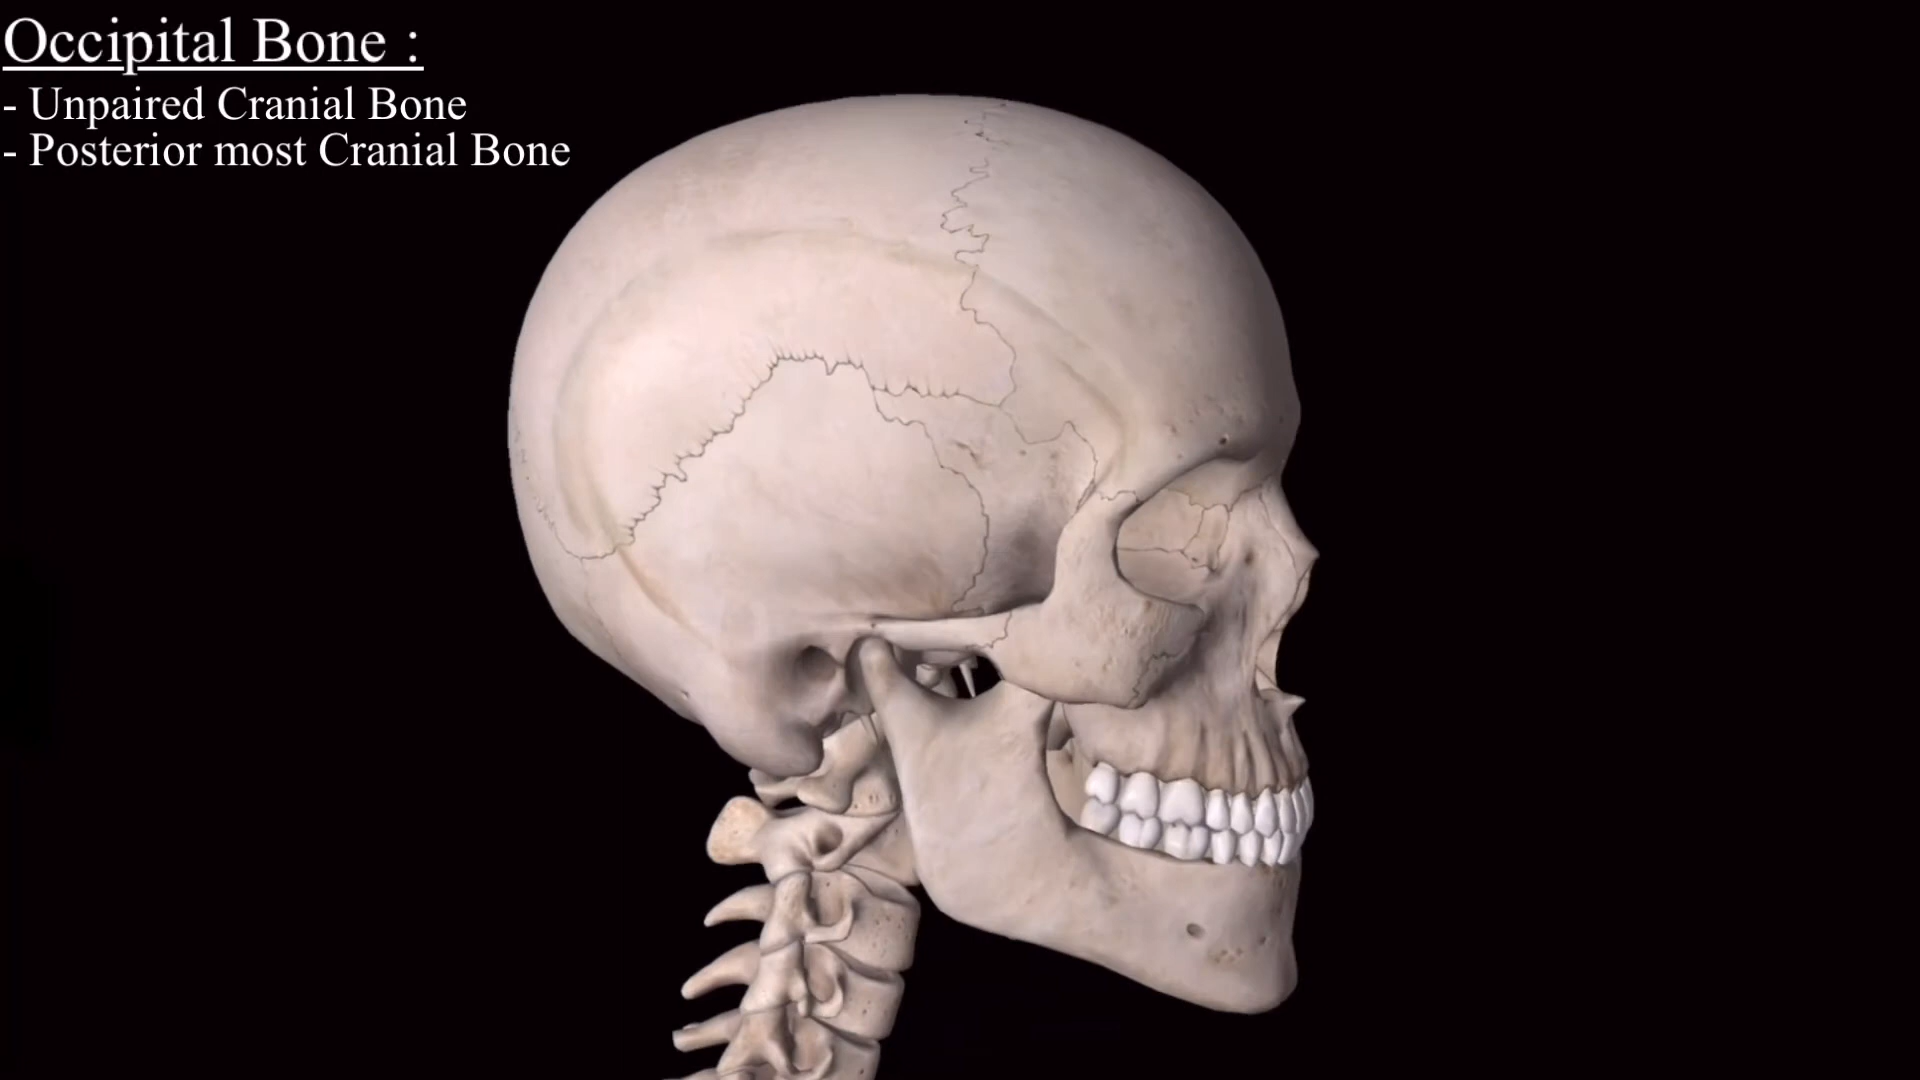 Occipital Bone :
- Unpaired Cranial Bone
- Posterior most Cranial Bone